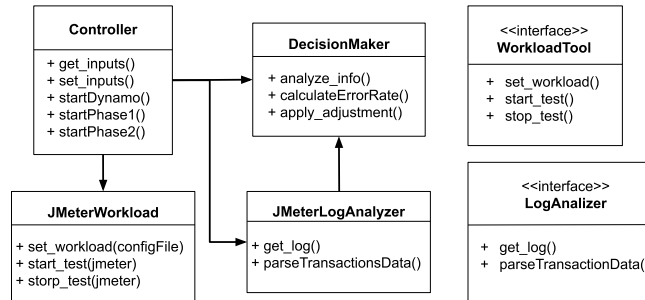 Controller
+ get_inputs()
+ set_inputs()
+ startDynamo()
+ startPhase1()
+ startPhase2()
DecisionMaker
+ analyze_info()
+ calculateErrorRate()
+ apply_adjustment()
<<interface>>
WorkloadTool
+ set_workload()
+ start_test()
+ stop_test()
JMeterWorkload
+ set_workload(configFile)
+ start_test(jmeter)
+ storp_test(jmeter)
JMeterLogAnalyzer
+ get_log()
+ parseTransactionsData()
<<interface>>
LogAnalizer
+ get_log()
+ parseTransactionData()